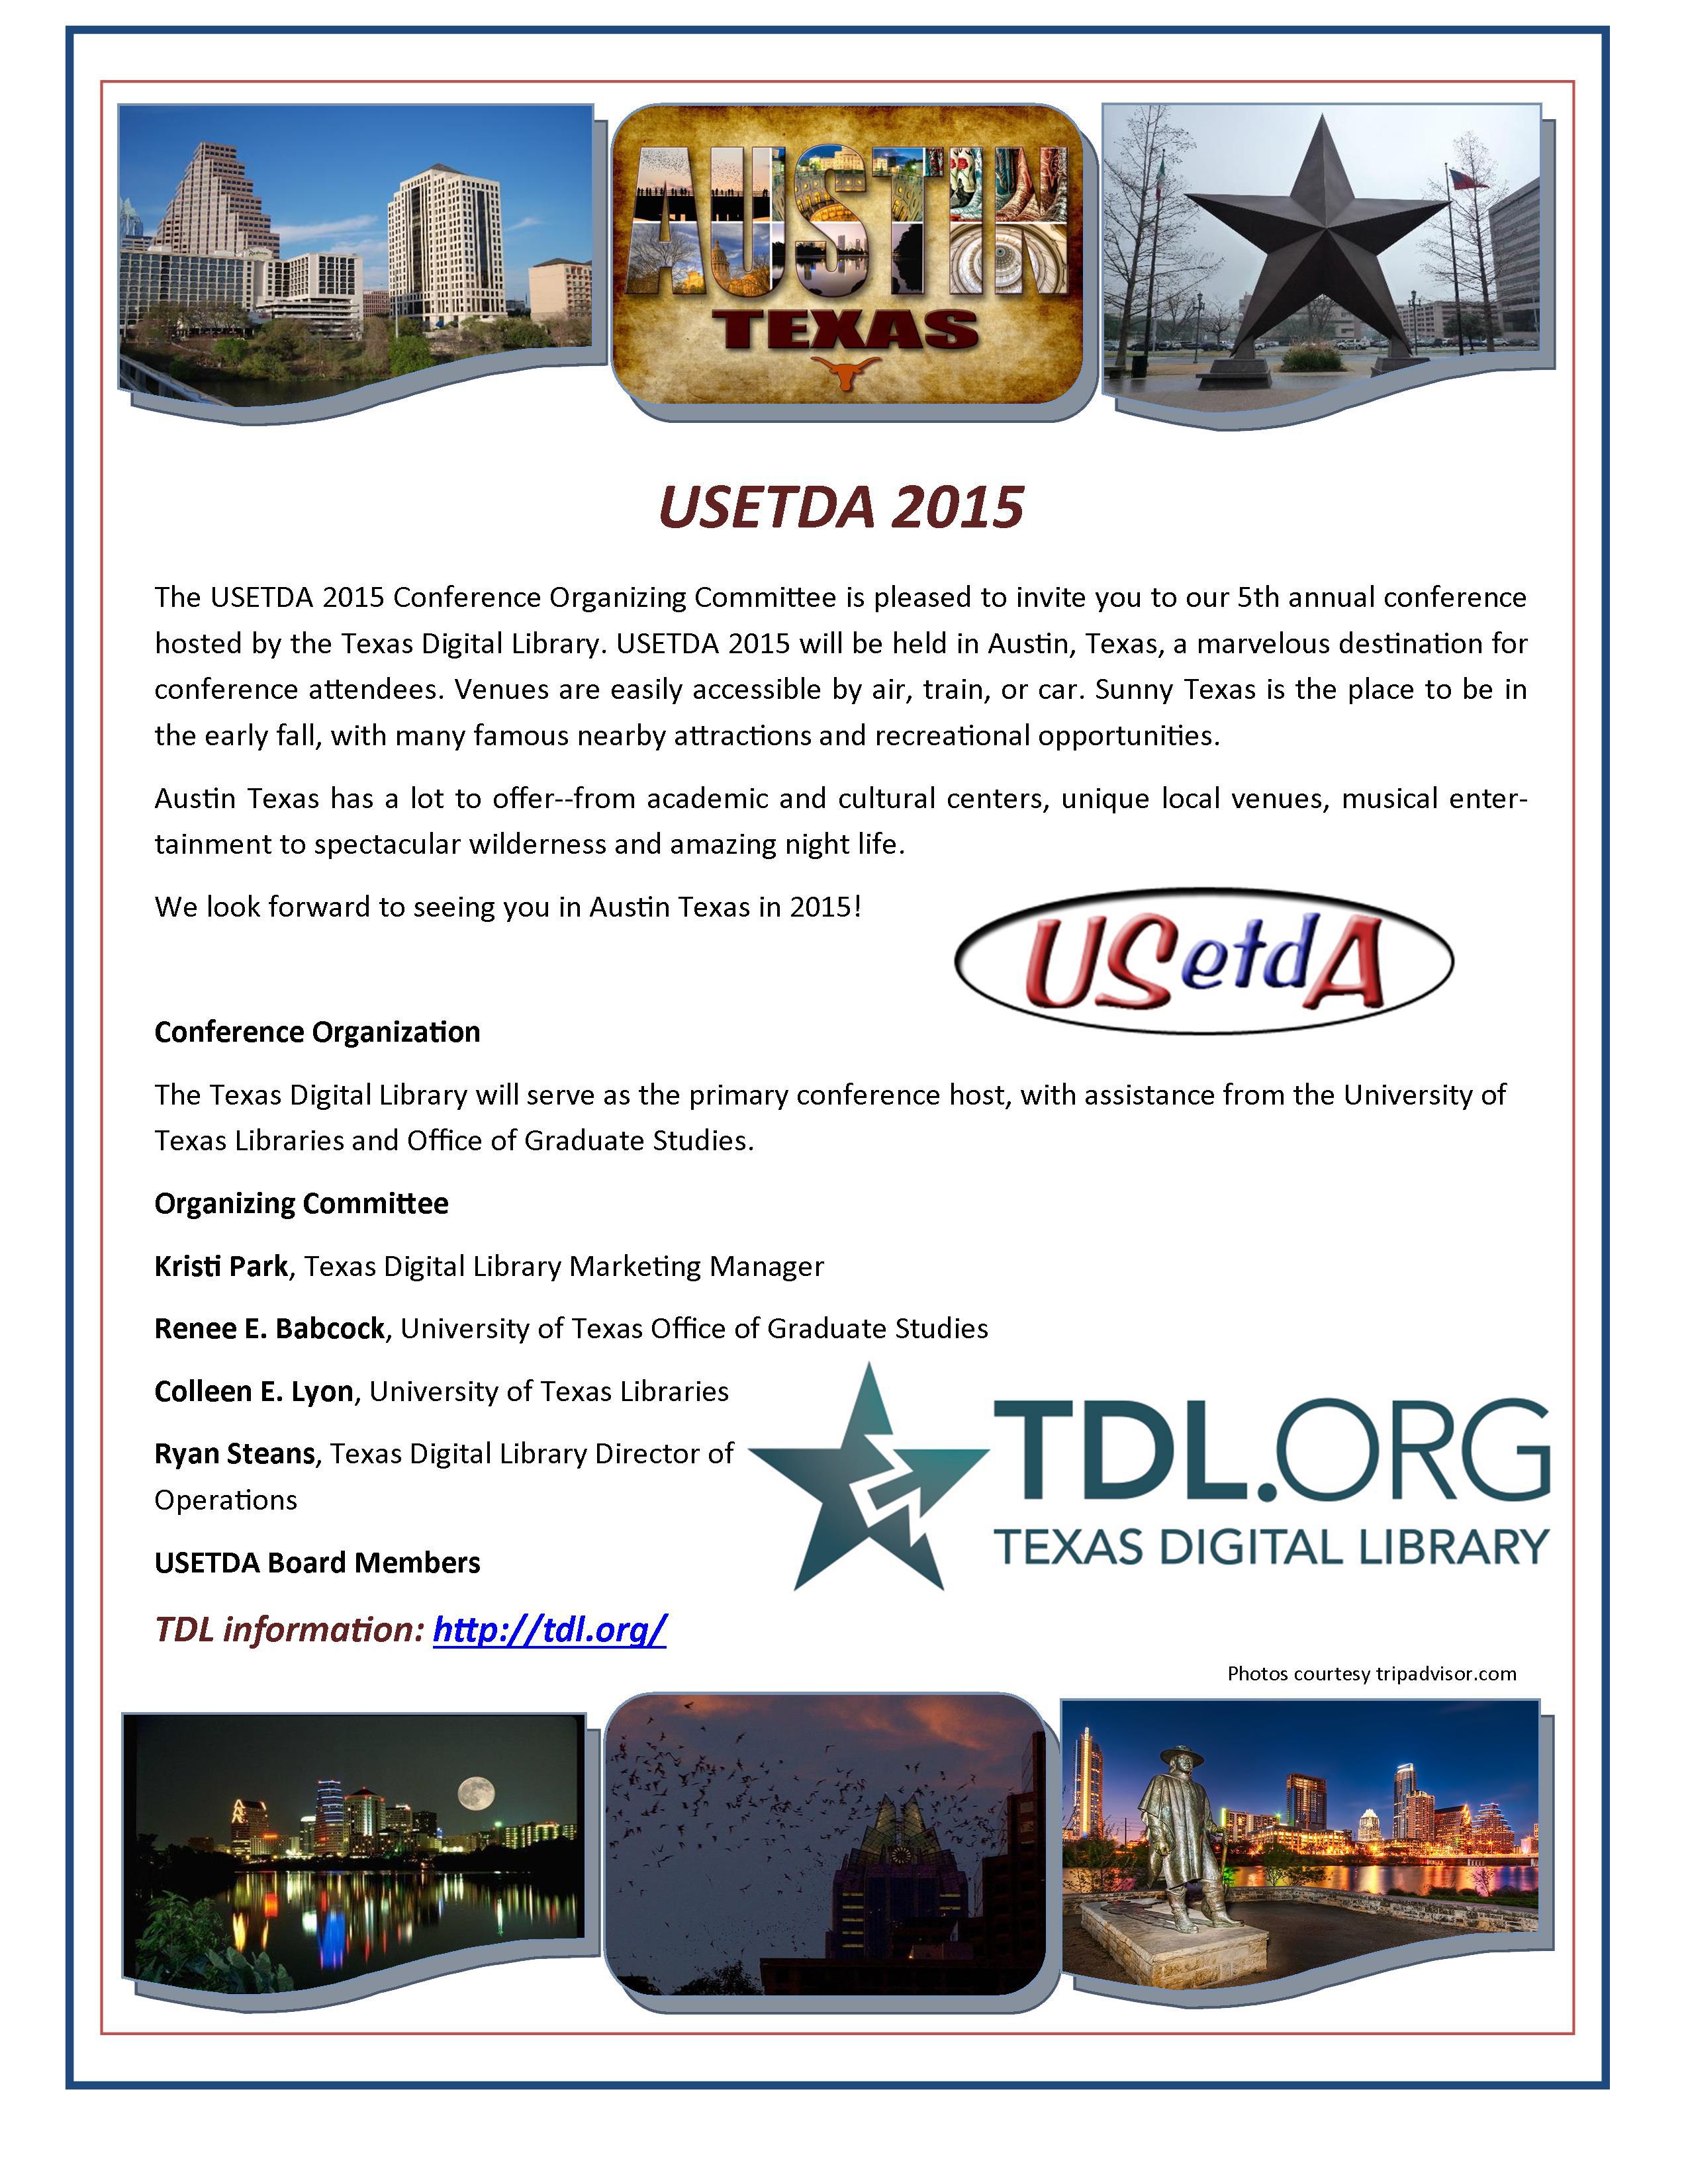 AUSTIN
TEXAS
USETDA 2015
The USETDA 2015 Conference Organizing Committee is pleased to invite you to our 5th annual conference
hosted by the Texas Digital Library. USETDA 2015 will be held in Austin, Texas, a marvelous destination for
conference attendees. Venues are easily accessible by air, train, or car. Sunny Texas is the place to be in
the early fall, with many famous nearby attractions and recreational opportunities.
Austin Texas has a lot to offer--from academic and cultural centers, unique local venues, musical enter-
tainment to spectacular wilderness and amazing night life.
We look forward to seeing you in Austin Texas in 2015!
USetdA
Conference Organization
The Texas Digital Library will serve as the primary conference host, with assistance from the University of
Texas Libraries and Office of Graduate Studies.
Organizing Committee
Kristi Park, Texas Digital Library Marketing Manager
Renee E. Babcock, University of Texas Office of Graduate Studies
Colleen E. Lyon, University of Texas Libraries
Ryan Steans, Texas Digital Library Director of
Operations
TDL.ORG
TEXAS DIGITAL LIBRARY
USETDA Board Members
TDL information: http://tdl.org/
Photos courtesy tripadvisor.com